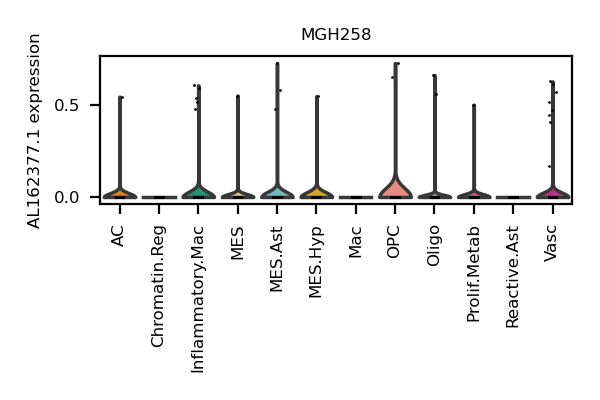 MGH258
AL162377.1 expression
0.5
0.0
AC
Chromatin.Reg
Inflammatory.Mac
MES
MES.Ast
MES.Hyp
Mac
OPC
Oligo
Prolif.Metab
Reactive.Ast
Vasc